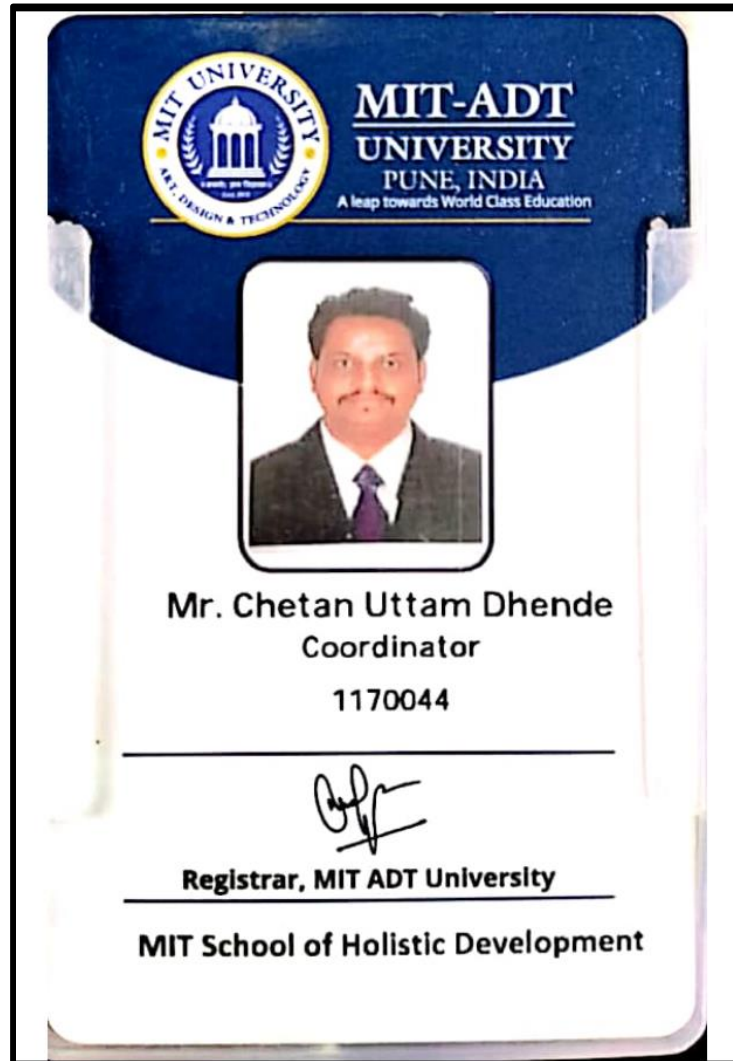 MIT UNIVERSITY
ART, DESIGN & TECHNOLOGY
MIT-ADT
UNIVERSITY
PUNE, INDIA
A leap towards World Class Education
Mr. Chetan Uttam Dhende
Coordinator
1170044
Registrar, MIT ADT University
MIT School of Holistic Development